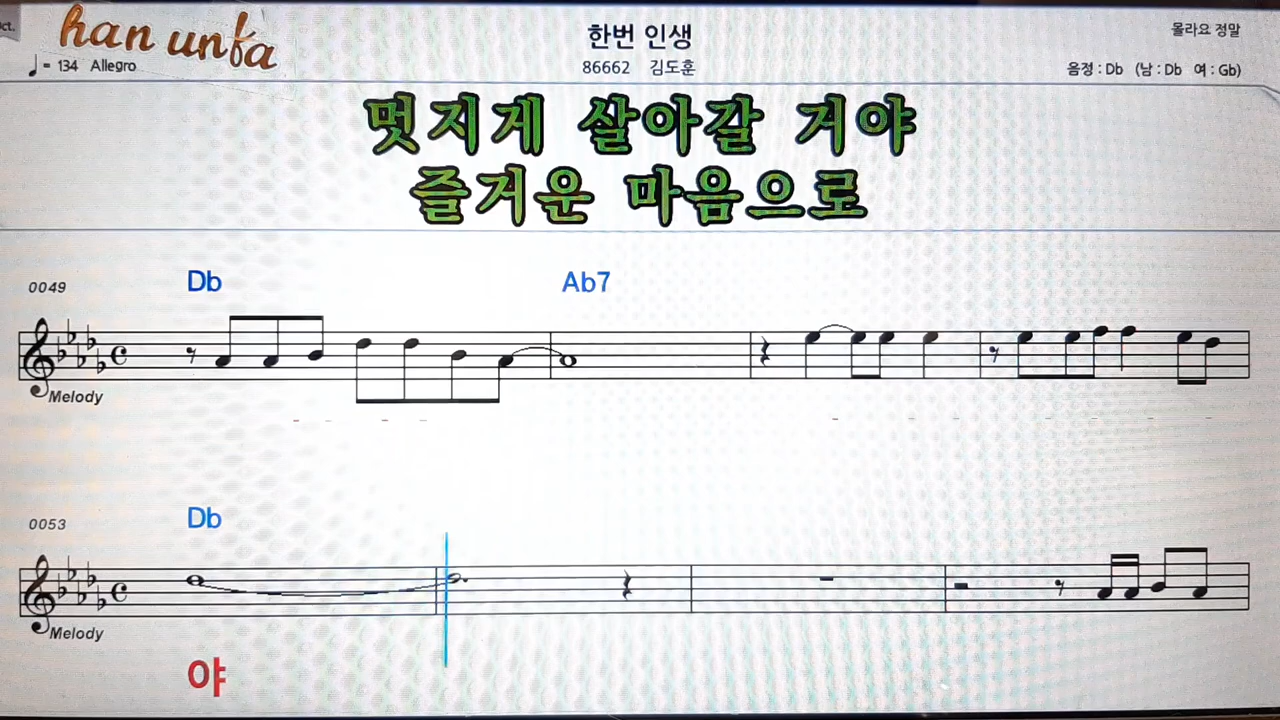 ct.
han unfa
한번 인생
몰라요 정말
♩= 134 Allegro
86662 김도훈
음정 : Db (남 : Db 여 : Gb)
멋지게 살아갈 거야
즐거운 마음으로
0049
Db Ab7
Melody
0053
Db
Melody
야